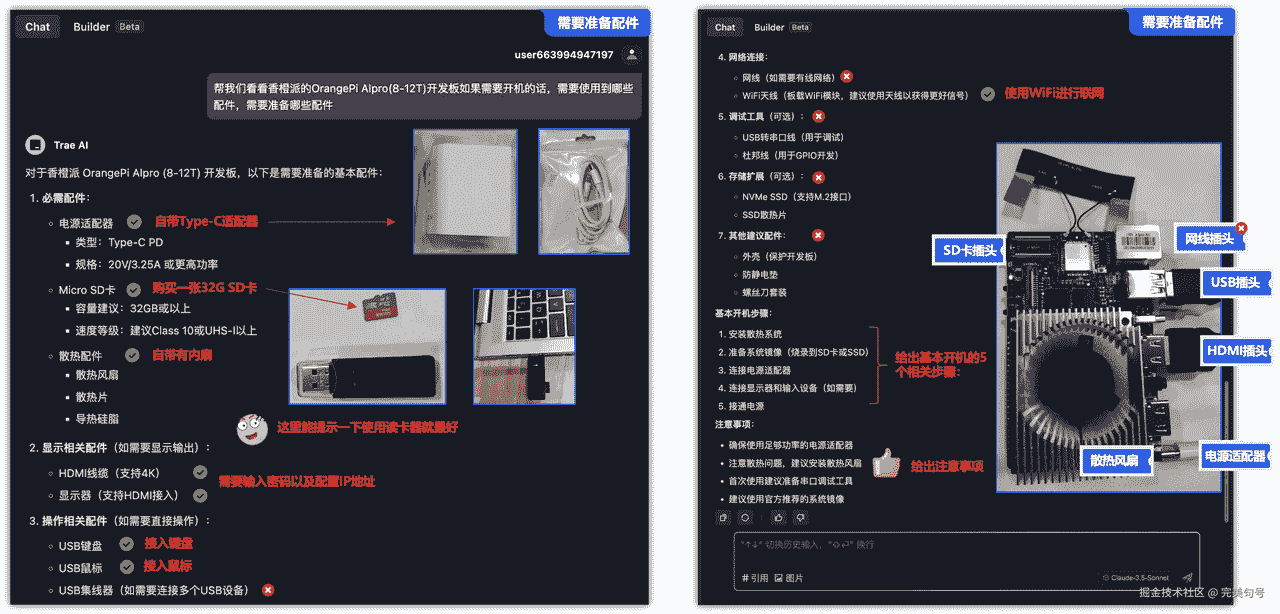 Chat Builder Beta
需要准备配件
user663994947197
帮我们看看香橙派的OrangePi AIpro(8-12T)开发板如果需要开机的话，需要使用到哪些
配件，需要准备哪些配件
Trae AI
对于香橙派 OrangePi AIpro (8-12T) 开发板，以下是需要准备的基本配件：
1. 必需配件：
电源适配器 自带Type-C适配器
类型：Type-C PD
规格：20V/3.25A 或更高功率
Micro SD卡 购买一张32G SD卡
容量建议：32GB或以上
速度等级：建议Class 10或UHS-I以上
散热配件 自带有内扇
散热风扇
散热片
导热硅脂
这里能提示一下使用读卡器就最好
2. 显示相关配件（如需要显示输出）：
HDMI线缆（支持4K）
需要输入密码以及配置IP地址
显示器（支持HDMI接入）
3. 操作相关配件（如需要直接操作）：
USB键盘 接入键盘
USB鼠标 接入鼠标
USB集线器（如需要连接多个USB设备）
Chat Builder Beta
需要准备配件
4. 网络连接：
网线（如需要有线网络）
WiFi天线（板载WiFi模块，建议使用天线以获得更好信号） 使用WiFi进行联网
5. 调试工具（可选）：
USB转串口线（用于调试）
杜邦线（用于GPIO开发）
6. 存储扩展（可选）：
NVMe SSD（支持M.2接口）
SSD散热片
7. 其他建议配件：
外壳（保护开发板）
防静电垫
螺丝刀套装
基本开机步骤：
1. 安装散热系统
2. 准备系统镜像（烧录到SD卡或SSD）
3. 连接电源适配器
4. 连接显示器和输入设备（如需要）
5. 接通电源
给出基本开机的5
个相关步骤：
注意事项：
确保使用足够功率的电源适配器
注意散热问题，建议安装散热风扇
首次使用建议准备串口调试工具
建议使用官方推荐的系统镜像
给出注意事项
SD卡插头
网线插头
USB插头
HDMI插头
散热风扇
电源适配器
"↑↓" 切换历史输入，"⇧⏎" 换行
# 引用 图片
Claude-3.5-Sonnet
掘金技术社区 @ 完美句号